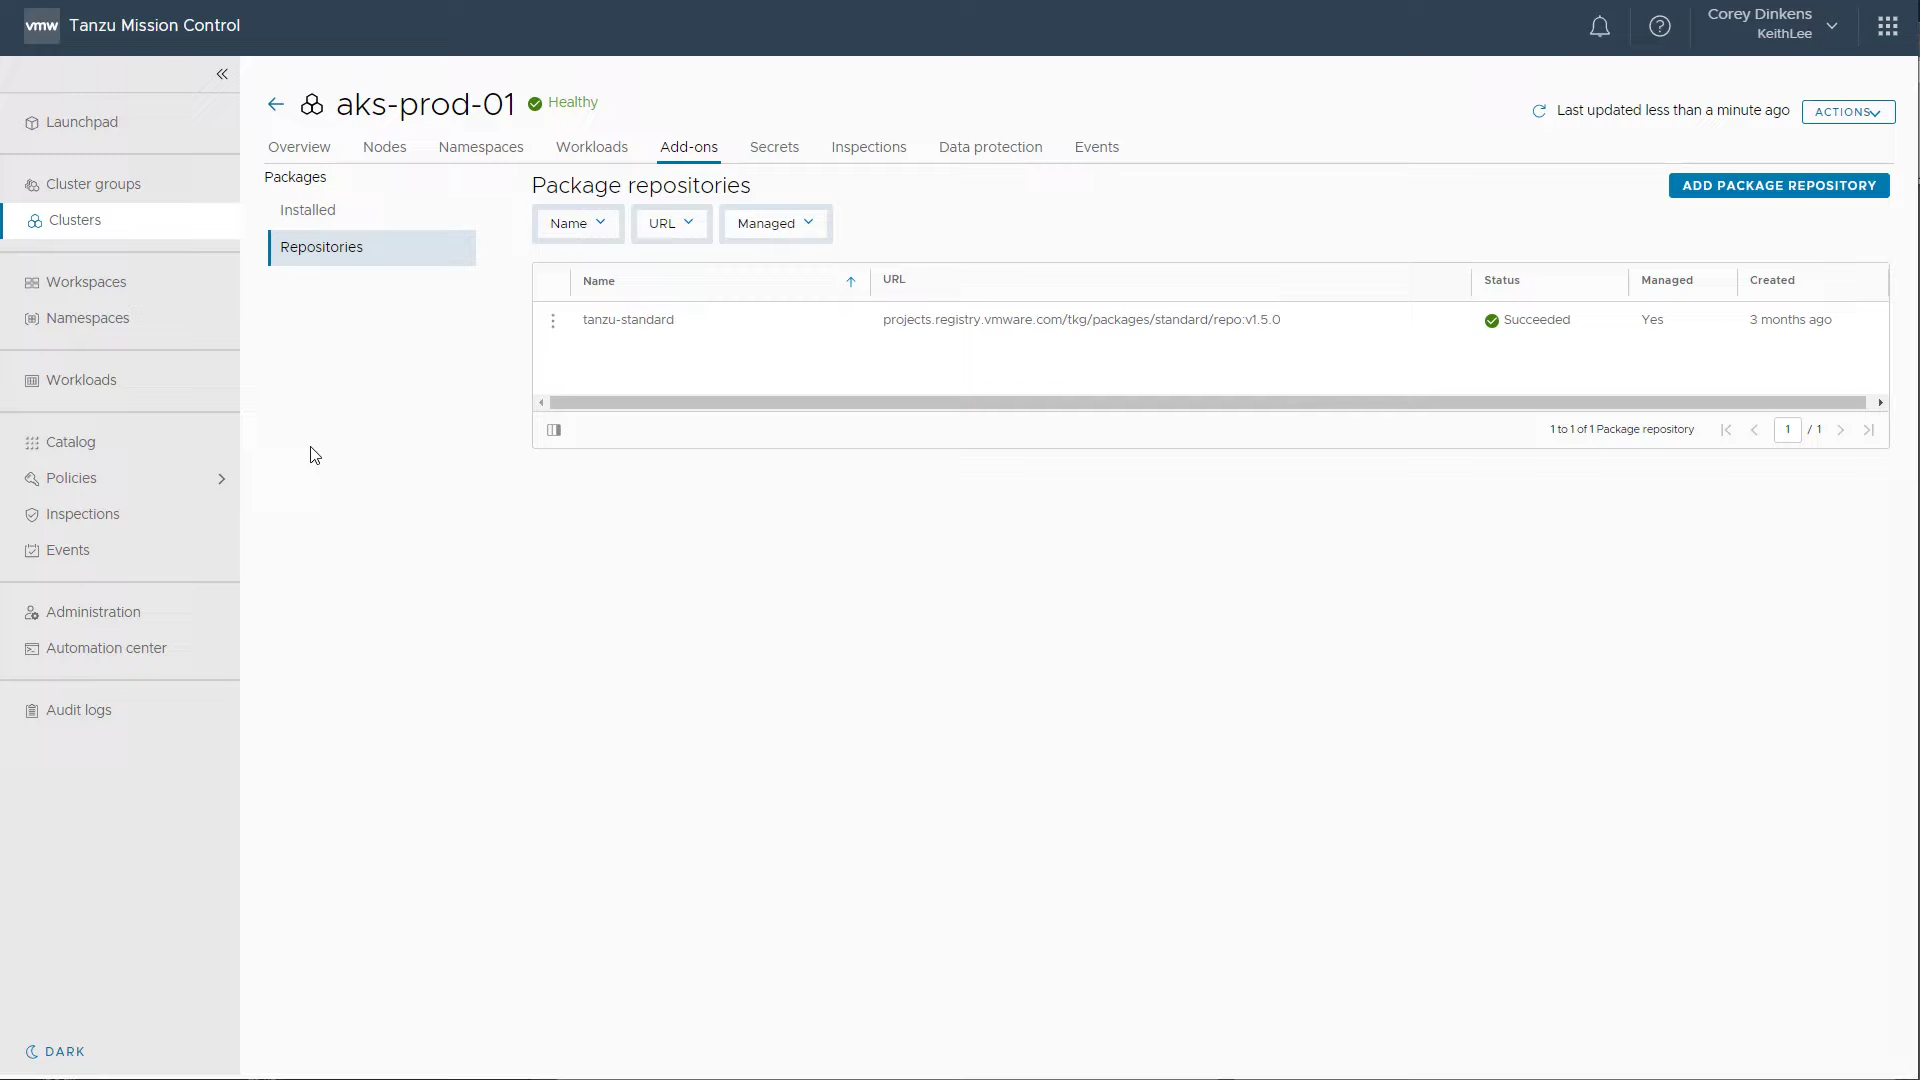 vmw Tanzu Mission Control
Corey Dinkens
KeithLee
Launchpad
Cluster groups
Clusters
Workspaces
Namespaces
Workloads
Catalog
Policies
Inspections
Events
Administration
Automation center
Audit logs
DARK
aks-prod-01 Healthy
Last updated less than a minute ago ACTIONS
Overview Nodes Namespaces Workloads Add-ons Secrets Inspections Data protection Events
Packages
Installed
Repositories
Package repositories
ADD PACKAGE REPOSITORY
Name URL Managed
Name URL Status Managed Created
tanzu-standard projects.registry.vmware.com/tkg/packages/standard/repo:v1.5.0 Succeeded Yes 3 months ago
1 to 1 of 1 Package repository 1 / 1